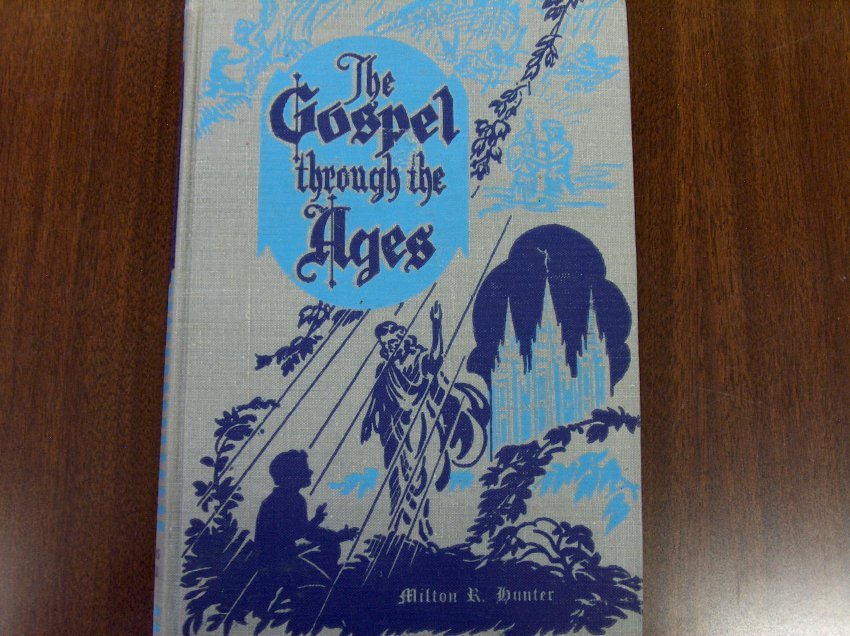 The
Gospel
through the
Ages
Milton R. Hunter